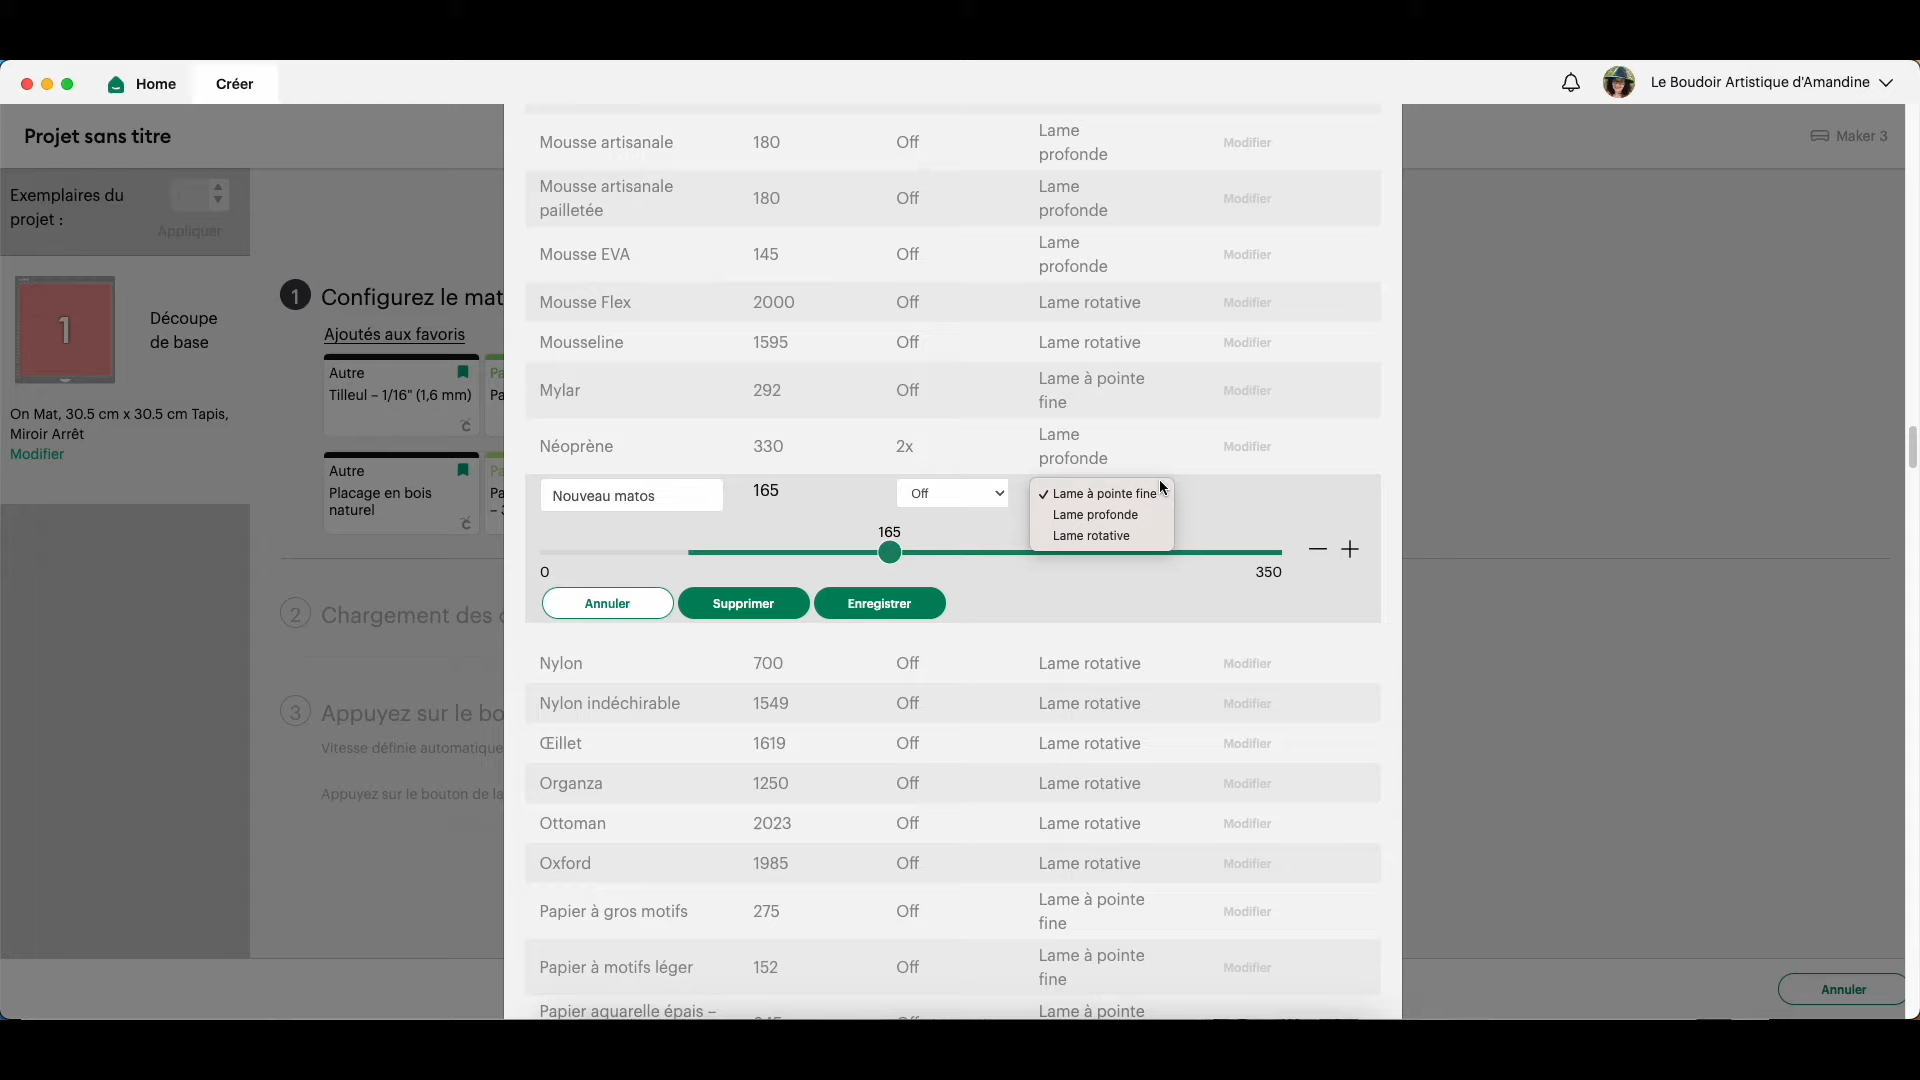 Home
Créer
Le Boudoir Artistique d'Amandine
Projet sans titre
Maker 3
Exemplaires du
projet :
Appliquer
1
Découpe
de base
On Mat, 30.5 cm x 30.5 cm Tapis,
Miroir Arrêt
Modifier
1 Configurez le mat
Ajoutés aux favoris
Autre
Tilleul – 1/16" (1,6 mm)
Pa
Pa
Autre
Placage en bois
naturel
Pa
Pa
– 3
2 Chargement des
3 Appuyez sur le bo
Vitesse définie automatique
Appuyez sur le bouton de la
Mousse artisanale 180 Off Lame profonde Modifier
Mousse artisanale pailletée 180 Off Lame profonde Modifier
Mousse EVA 145 Off Lame profonde Modifier
Mousse Flex 2000 Off Lame rotative Modifier
Mousseline 1595 Off Lame rotative Modifier
Mylar 292 Off Lame à pointe fine Modifier
Néoprène 330 2x Lame profonde Modifier
Nouveau matos 165 Off
✓ Lame à pointe fine
Lame profonde
Lame rotative
165
0 350
Annuler Supprimer Enregistrer
Nylon 700 Off Lame rotative Modifier
Nylon indéchirable 1549 Off Lame rotative Modifier
Œillet 1619 Off Lame rotative Modifier
Organza 1250 Off Lame rotative Modifier
Ottoman 2023 Off Lame rotative Modifier
Oxford 1985 Off Lame rotative Modifier
Papier à gros motifs 275 Off Lame à pointe fine Modifier
Papier à motifs léger 152 Off Lame à pointe fine Modifier
Papier aquarelle épais – Lame à pointe
Annuler